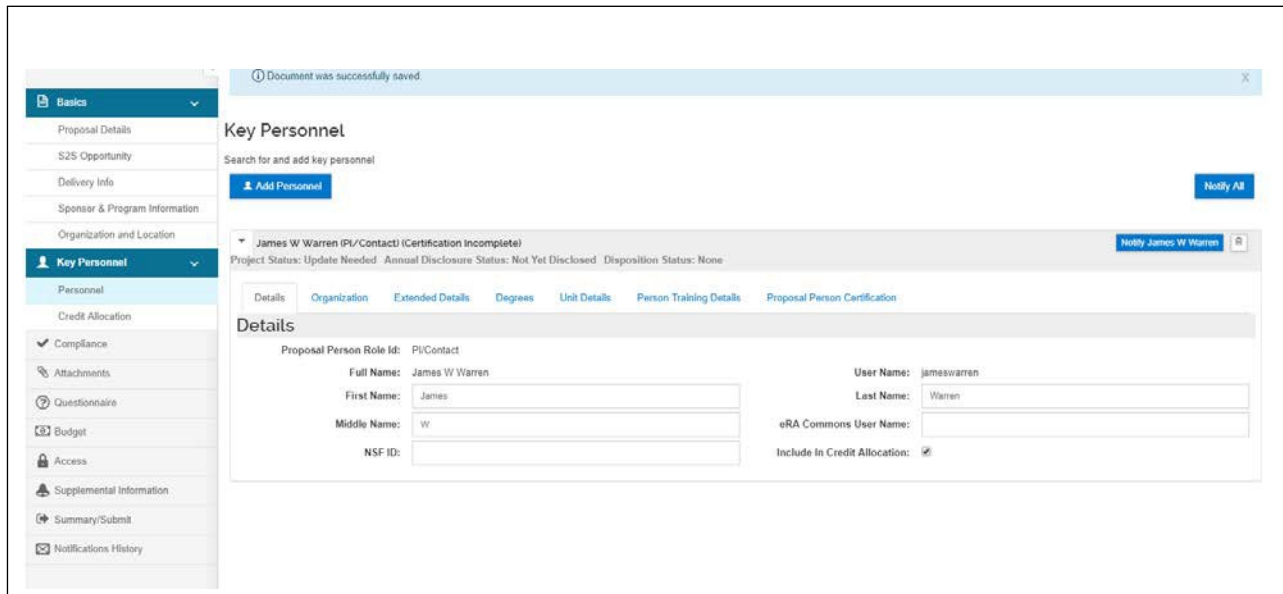 Document was successfully saved.
X
Basics
Proposal Details
S2S Opportunity
Delivery Info
Sponsor & Program Information
Organization and Location
Key Personnel
Personnel
Credit Allocation
Compliance
Attachments
Questionnaire
Budget
Access
Supplemental Information
Summary/Submit
Notifications History
Key Personnel
Search for and add key personnel
Add Personnel
Notify All
James W Warren (PI/Contact) (Certification Incomplete)
Notify James W Warren
Project Status: Update Needed Annual Disclosure Status: Not Yet Disclosed Disposition Status: None
Details Organization Extended Details Degrees Unit Details Person Training Details Proposal Person Certification
Details
Proposal Person Role Id: PI/Contact
Full Name: James W Warren User Name: jameswarren
First Name: James Last Name: Warren
Middle Name: W eRA Commons User Name:
NSF ID: Include In Credit Allocation: